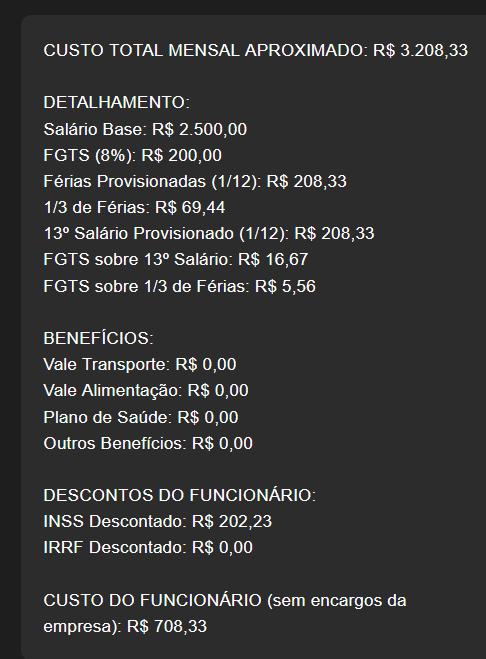 CUSTO TOTAL MENSAL APROXIMADO: R$ 3.208,33
DETALHAMENTO:
Salário Base: R$ 2.500,00
FGTS (8%): R$ 200,00
Férias Provisionadas (1/12): R$ 208,33
1/3 de Férias: R$ 69,44
13º Salário Provisionado (1/12): R$ 208,33
FGTS sobre 13º Salário: R$ 16,67
FGTS sobre 1/3 de Férias: R$ 5,56
BENEFÍCIOS:
Vale Transporte: R$ 0,00
Vale Alimentação: R$ 0,00
Plano de Saúde: R$ 0,00
Outros Benefícios: R$ 0,00
DESCONTOS DO FUNCIONÁRIO:
INSS Descontado: R$ 202,23
IRRF Descontado: R$ 0,00
CUSTO DO FUNCIONÁRIO (sem encargos da
empresa): R$ 708,33